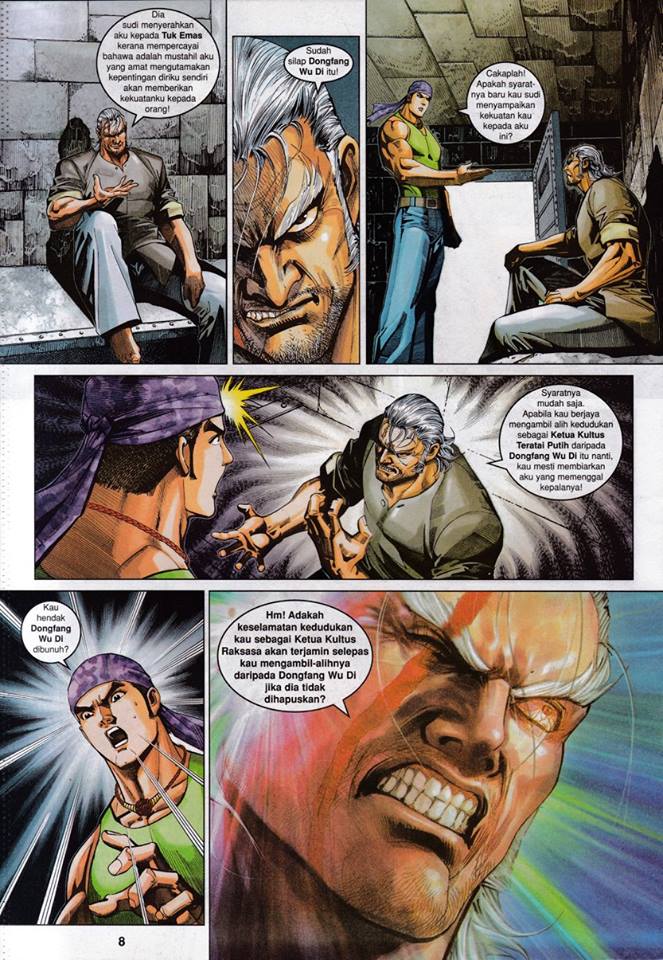 Dia
sudi menyerahkan
aku kepada Tuk Emas
kerana mempercayai
bahawa adalah mustahil aku
yang amat mengutamakan
kepentingan diriku sendiri
akan memberikan
kekuatanku kepada
orang!
Sudah
silap Dongfang
Wu Di itu!
Cakaplah!
Apakah syarat-
nya baru kau sudi
menyampaikan
kekuatan kau
kepada aku
ini?
Syaratnya
mudah saja.
Apabila kau berjaya
mengambil alih kedudukan
sebagai Ketua Kultus
Teratai Putih daripada
Dongfang Wu Di itu nanti,
kau mesti membiarkan
aku yang memenggal
kepalanya!
Kau
hendak
Dongfang
Wu Di
dibunuh?
Hm! Adakah
keselamatan kedudukan
kau sebagai Ketua Kultus
Raksasa akan terjamin selepas
kau mengambil-alihnya
daripada Dongfang Wu Di
jika dia tidak
dihapuskan?
8